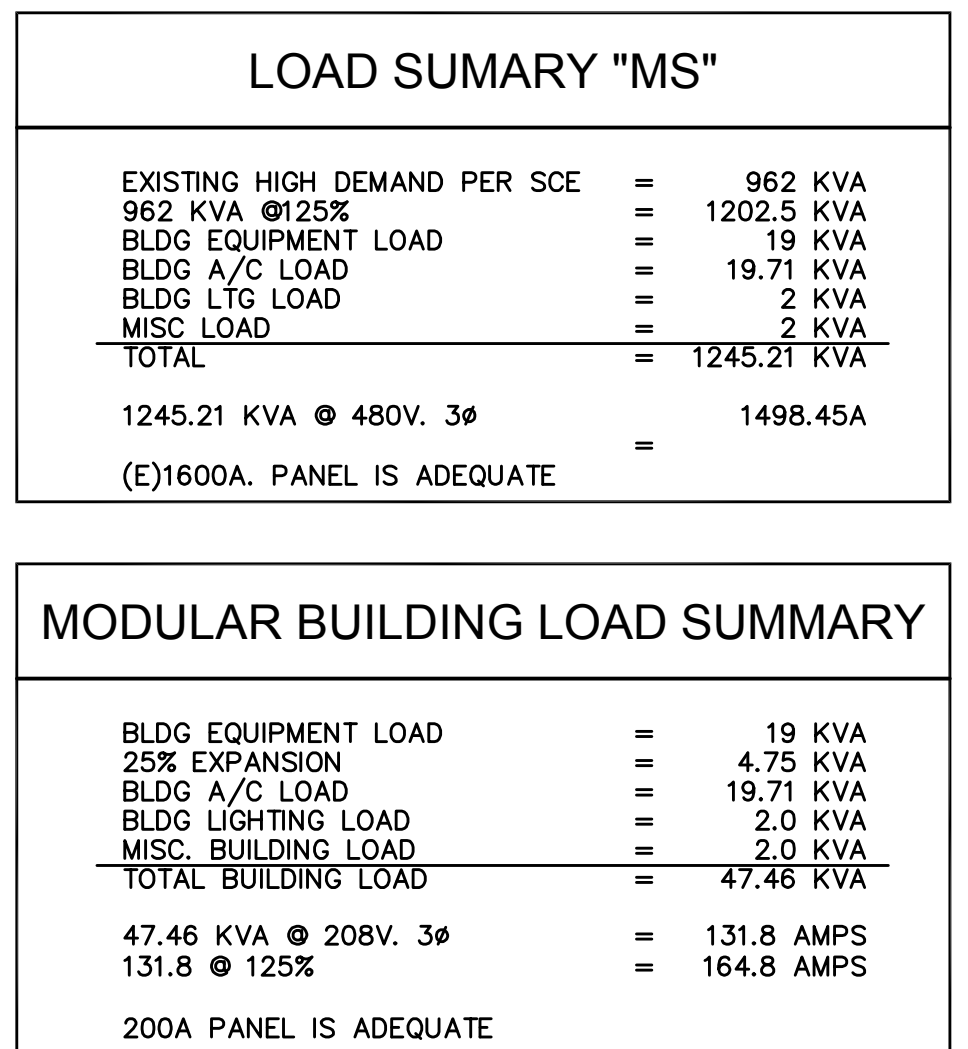 LOAD SUMARY "MS"
EXISTING HIGH DEMAND PER SCE = 962 KVA
962 KVA @125% = 1202.5 KVA
BLDG EQUIPMENT LOAD = 19 KVA
BLDG A/C LOAD = 19.71 KVA
BLDG LTG LOAD = 2 KVA
MISC LOAD = 2 KVA
TOTAL = 1245.21 KVA
1245.21 KVA @ 480V. 3ø 1498.45A
=
(E)1600A. PANEL IS ADEQUATE
MODULAR BUILDING LOAD SUMMARY
BLDG EQUIPMENT LOAD = 19 KVA
25% EXPANSION = 4.75 KVA
BLDG A/C LOAD = 19.71 KVA
BLDG LIGHTING LOAD = 2.0 KVA
MISC. BUILDING LOAD = 2.0 KVA
TOTAL BUILDING LOAD = 47.46 KVA
47.46 KVA @ 208V. 3ø = 131.8 AMPS
131.8 @ 125% = 164.8 AMPS
200A PANEL IS ADEQUATE